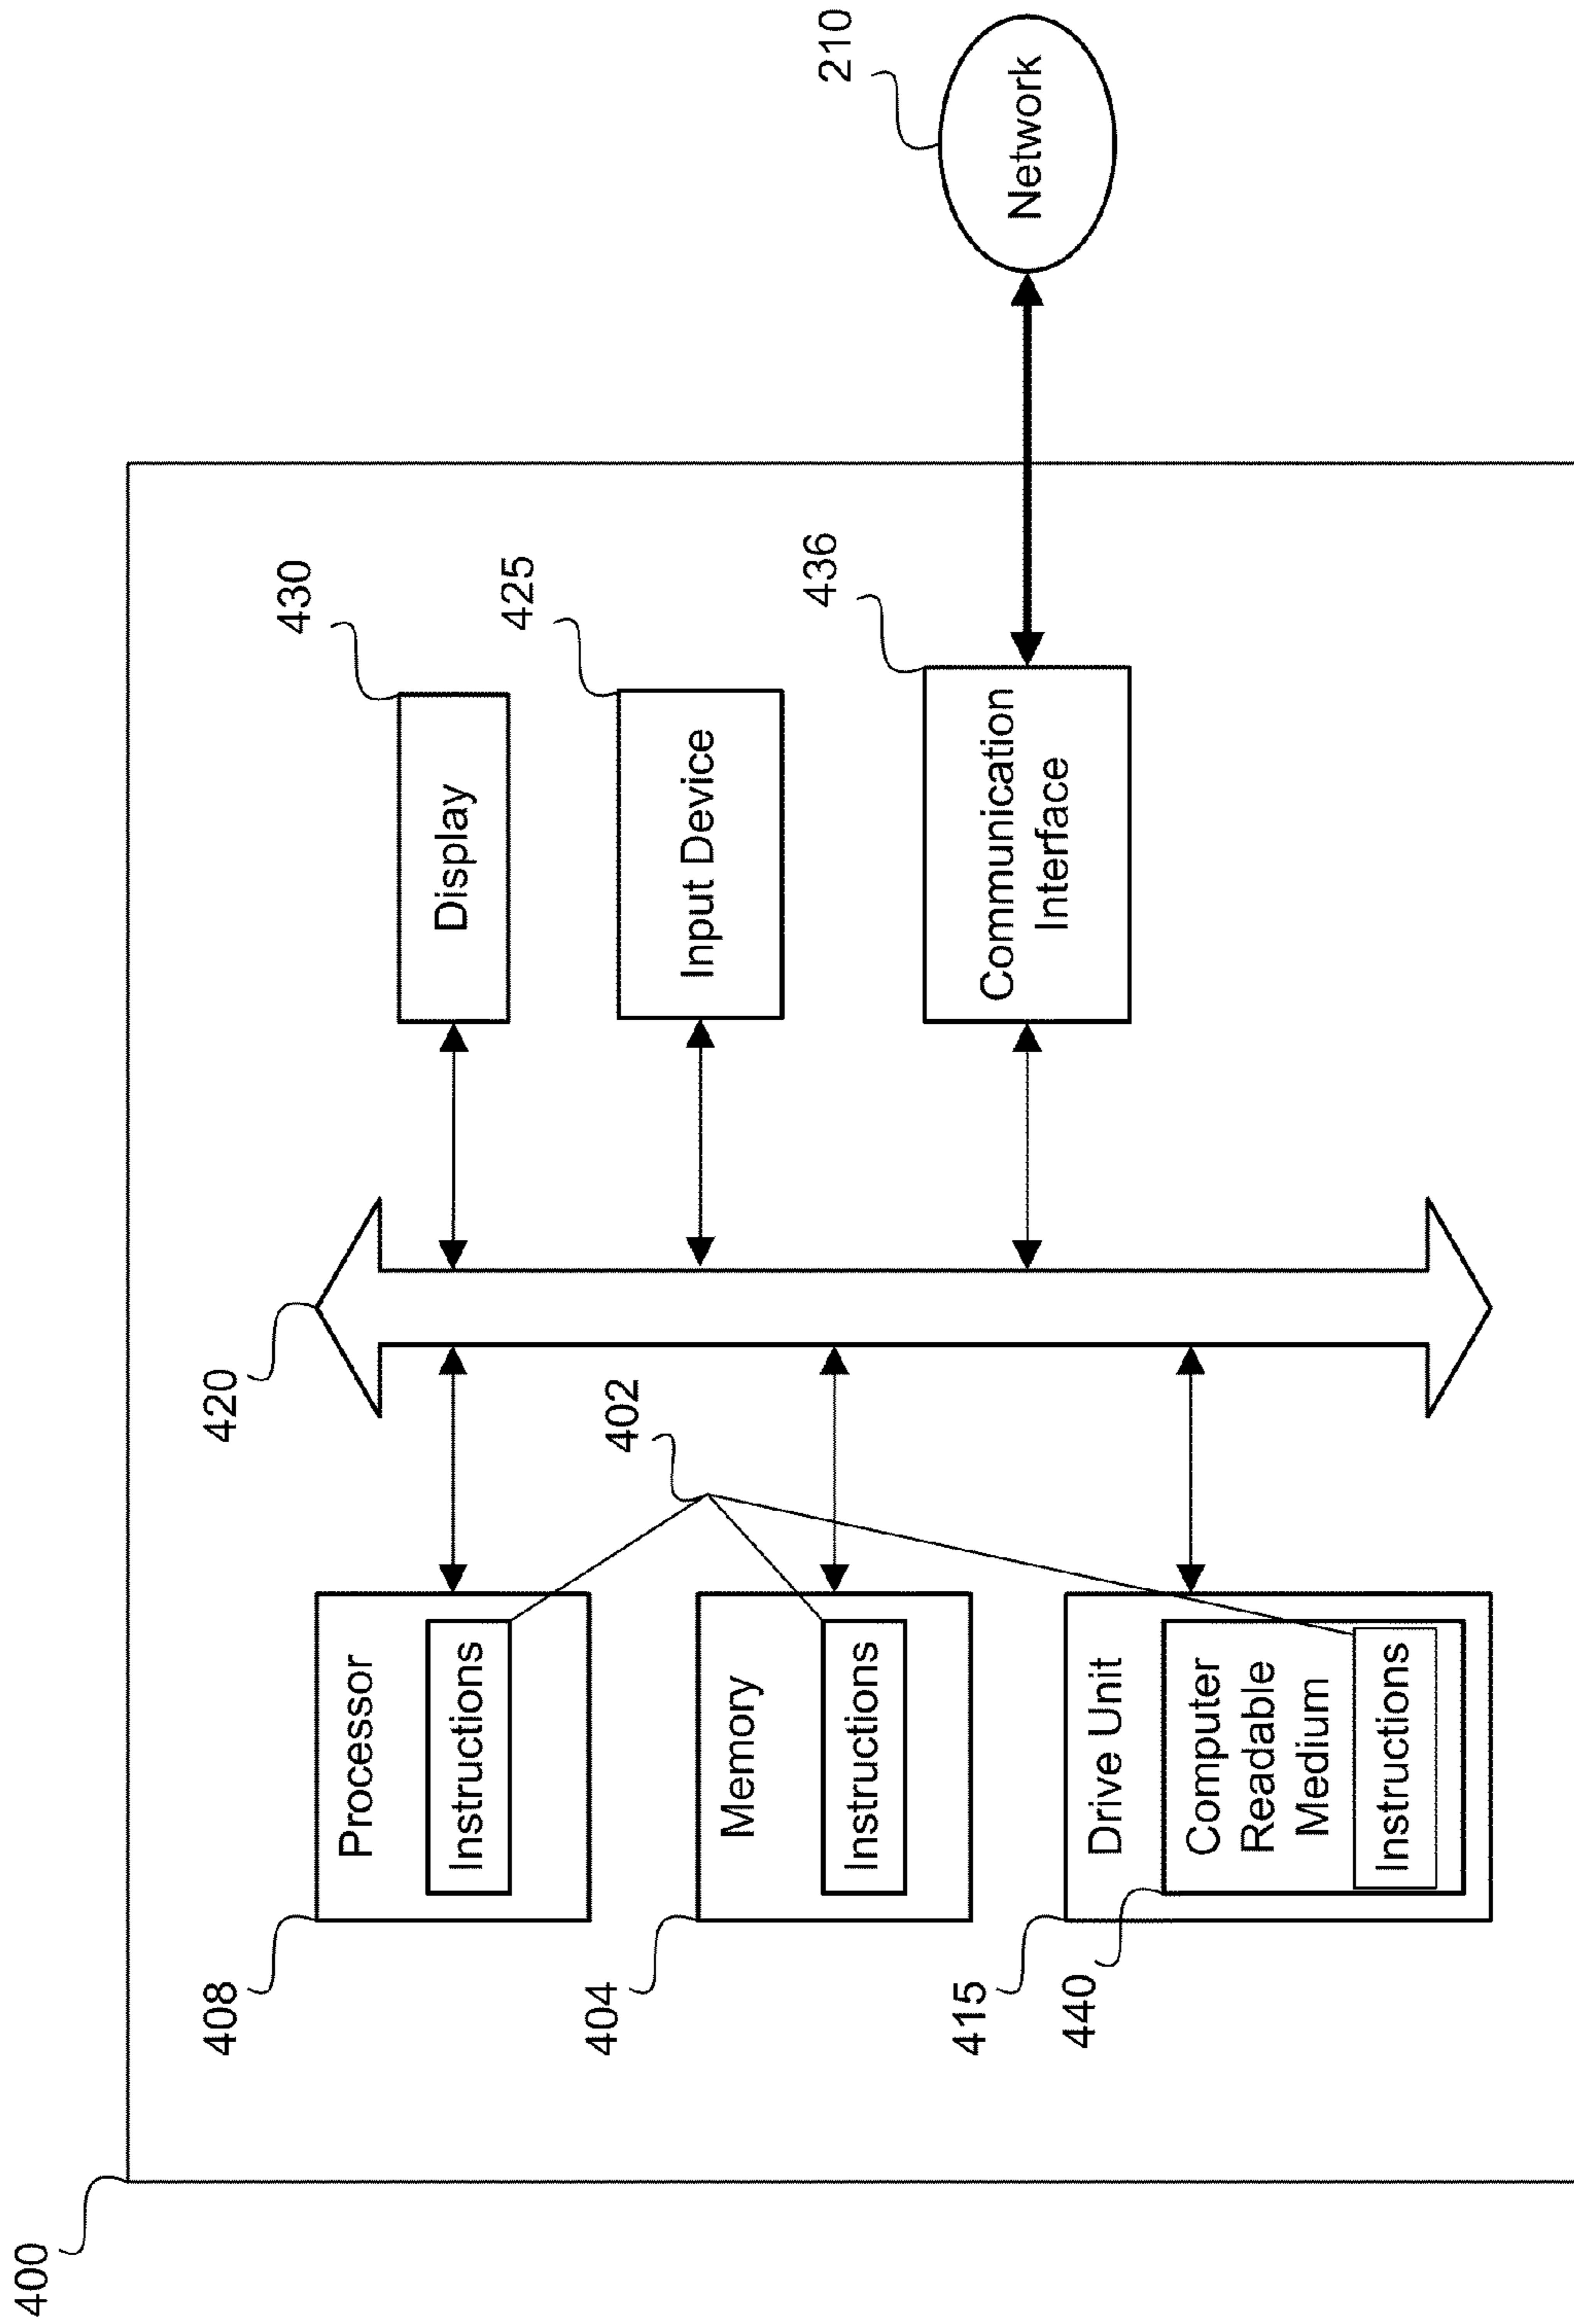 400
420
430
408
Processor
Instructions
Display
402
425
404
Memory
Instructions
Input Device
210
436
415
440
Drive Unit
Computer
Readable
Medium
Instructions
Communication
Interface
Network